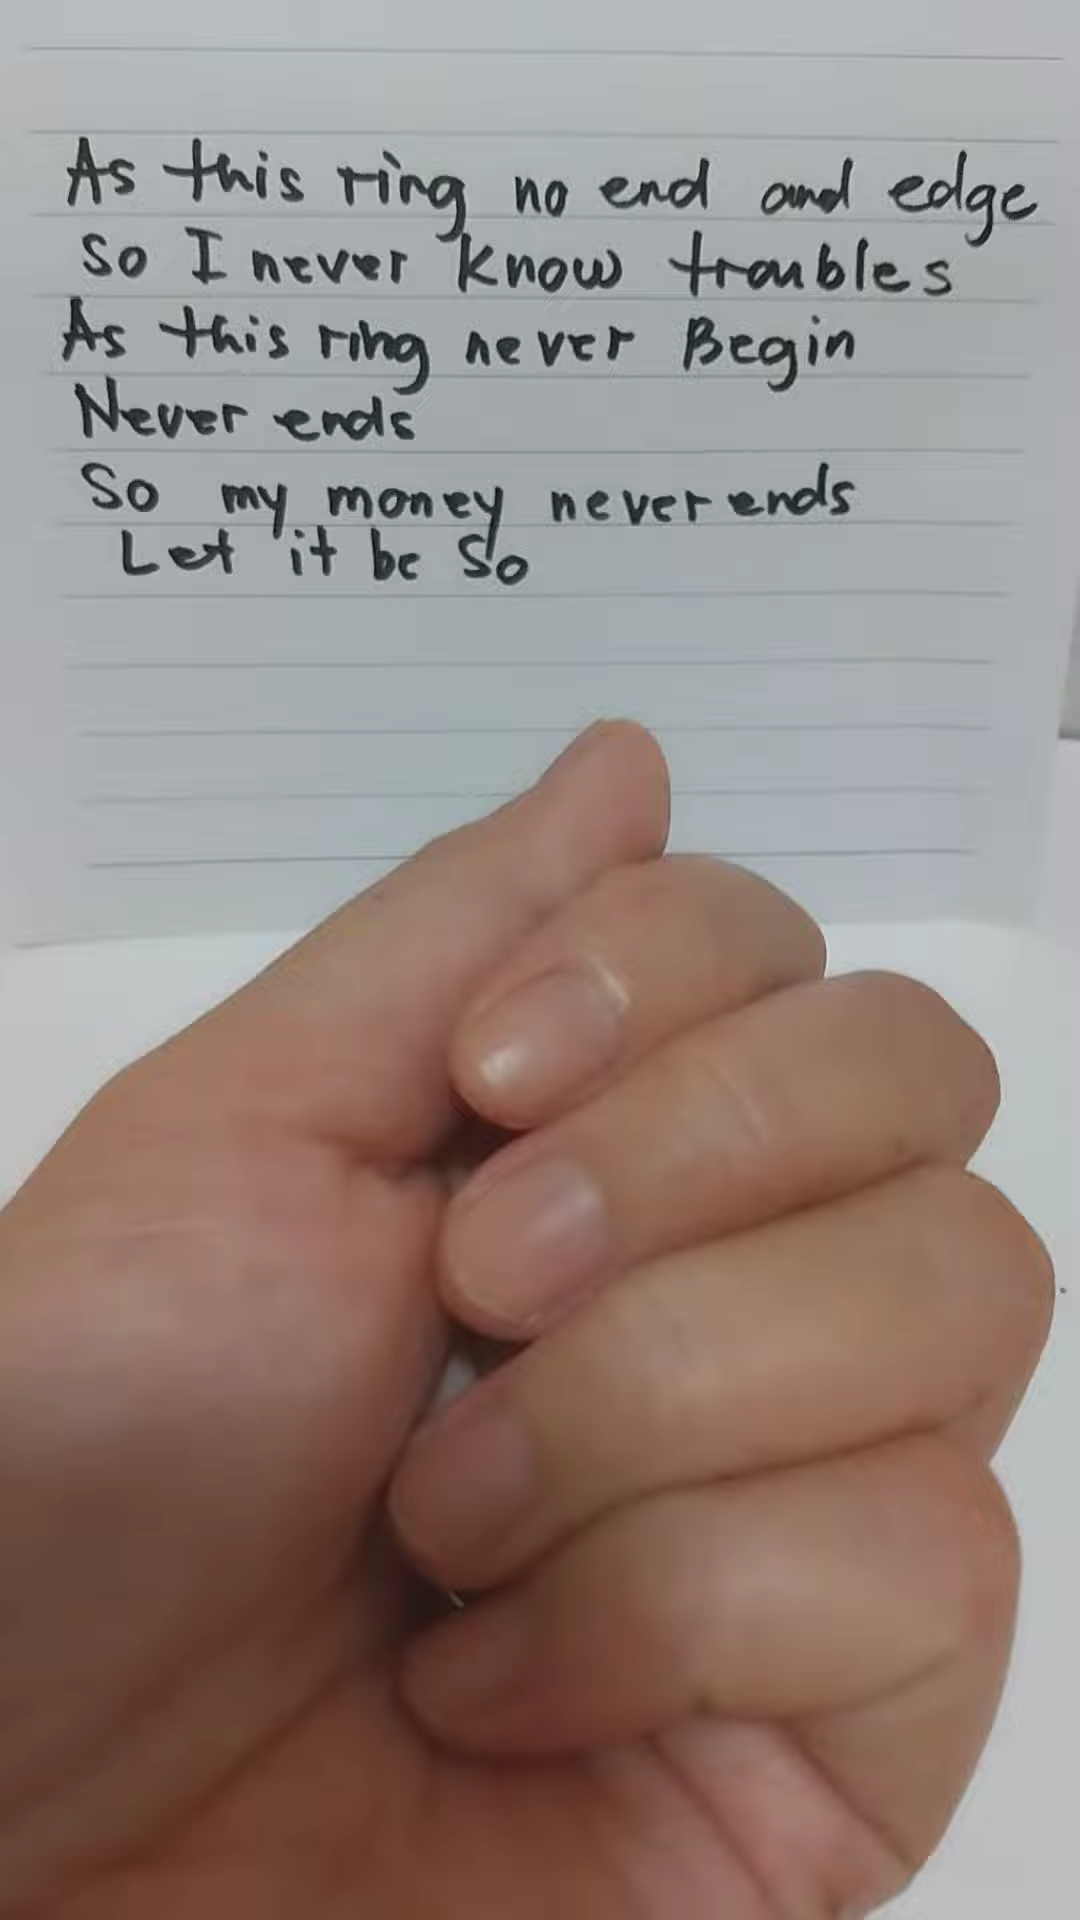 As this ring no end and edge
So I never know troubles
As this ring never Begin
Never ends
So my money never ends
Let it be So